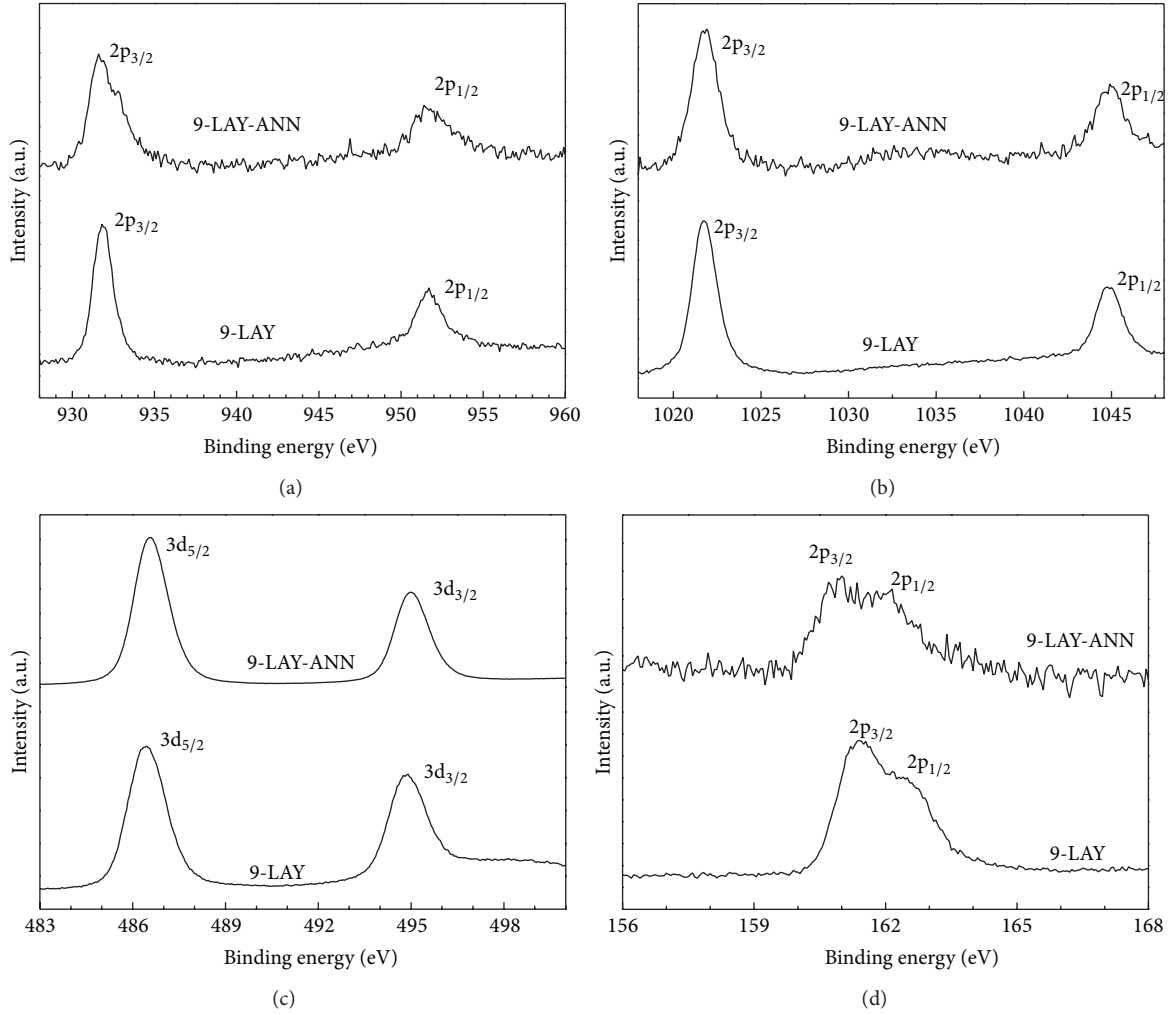 2p3/2
2p1/2
9-LAY-ANN
2p3/2
2p1/2
9-LAY
Intensity (a.u.)
930 935 940 945 950 955 960
Binding energy (eV)
(a)
2p3/2
2p1/2
9-LAY-ANN
2p3/2
2p1/2
9-LAY
Intensity (a.u.)
1020 1025 1030 1035 1040 1045
Binding energy (eV)
(b)
3d5/2
3d3/2
9-LAY-ANN
3d5/2
3d3/2
9-LAY
Intensity (a.u.)
483 486 489 492 495 498
Binding energy (eV)
(c)
2p3/2
2p1/2
9-LAY-ANN
2p3/2
2p1/2
9-LAY
Intensity (a.u.)
156 159 162 165 168
Binding energy (eV)
(d)